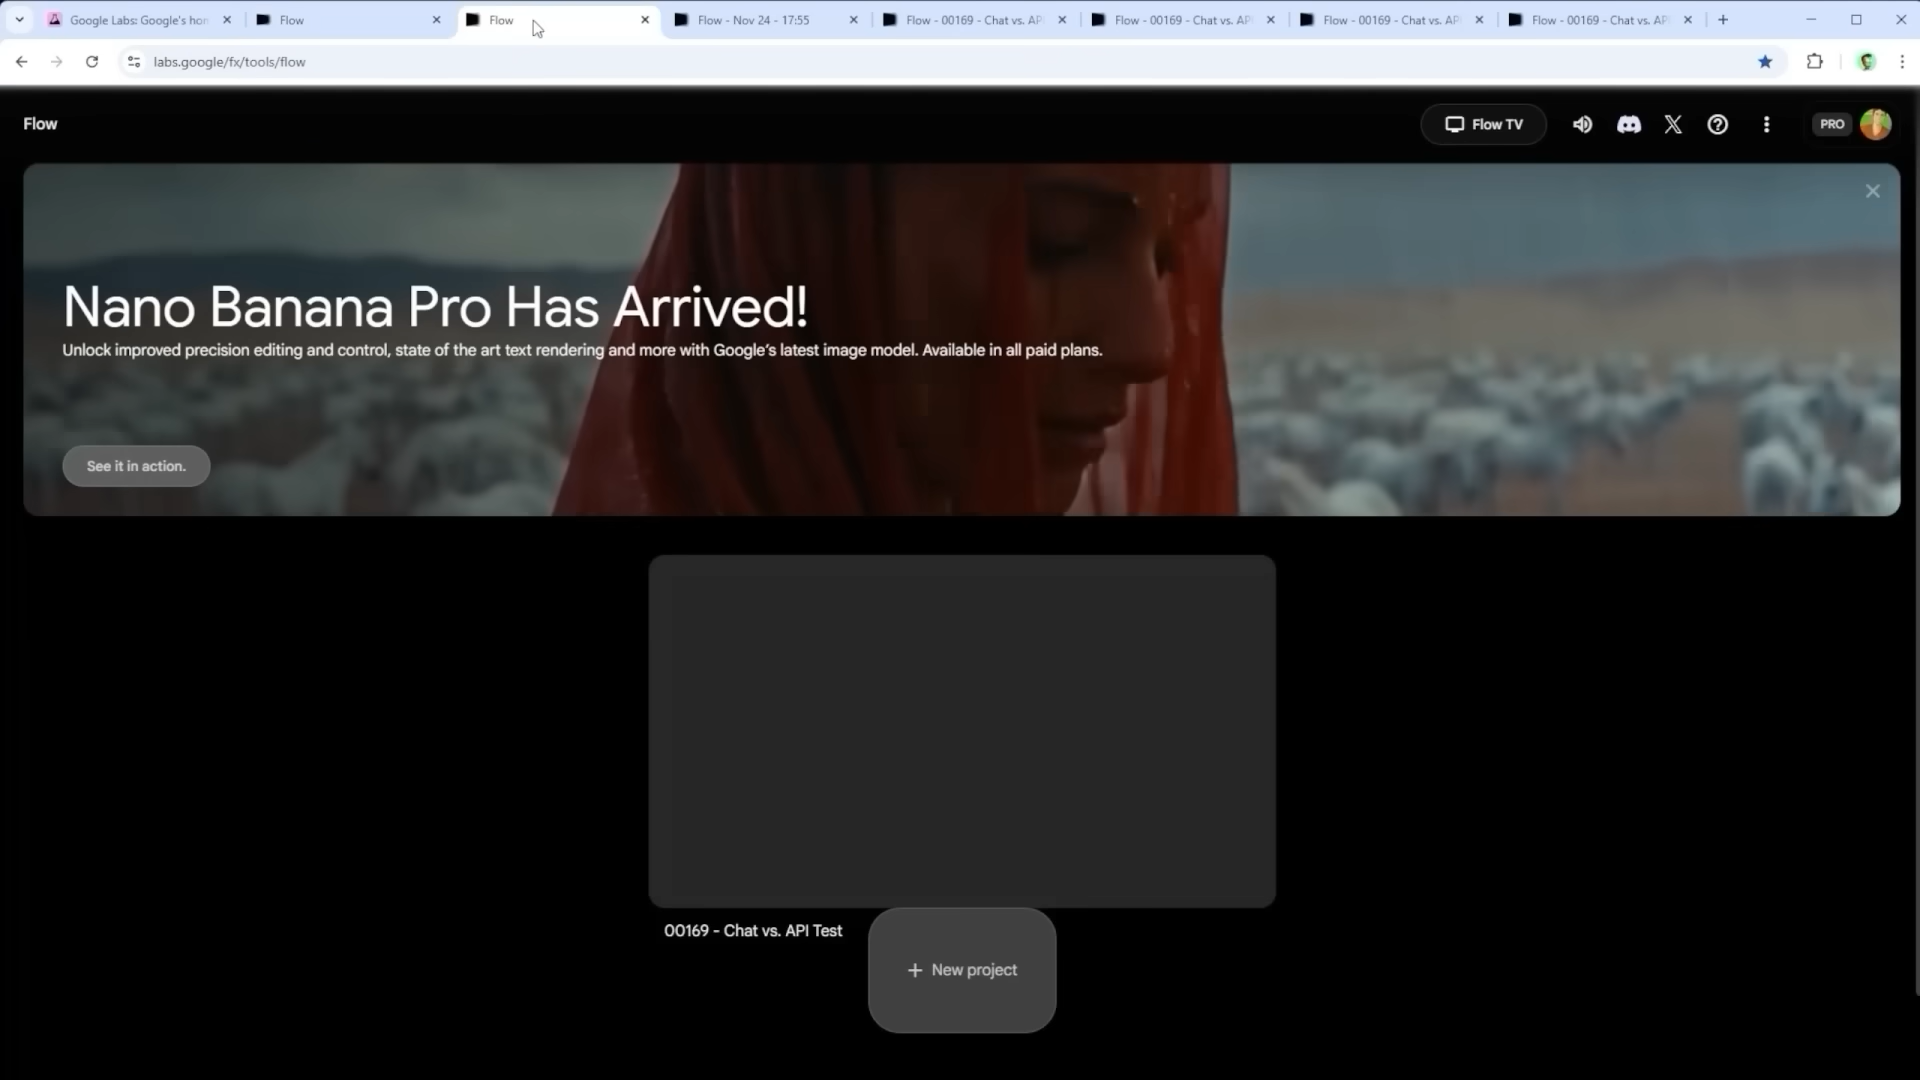 Google Labs: Google's hon
Flow
Flow
Flow - Nov 24 - 17:55
Flow - 00169 - Chat vs. AP
Flow - 00169 - Chat vs. AP
Flow - 00169 - Chat vs. AP
Flow - 00169 - Chat vs. AP
labs.google/fx/tools/flow
Flow
Flow TV
PRO
Nano Banana Pro Has Arrived!
Unlock improved precision editing and control, state of the art text rendering and more with Google's latest image model. Available in all paid plans.
See it in action.
00169 - Chat vs. API Test
+ New project